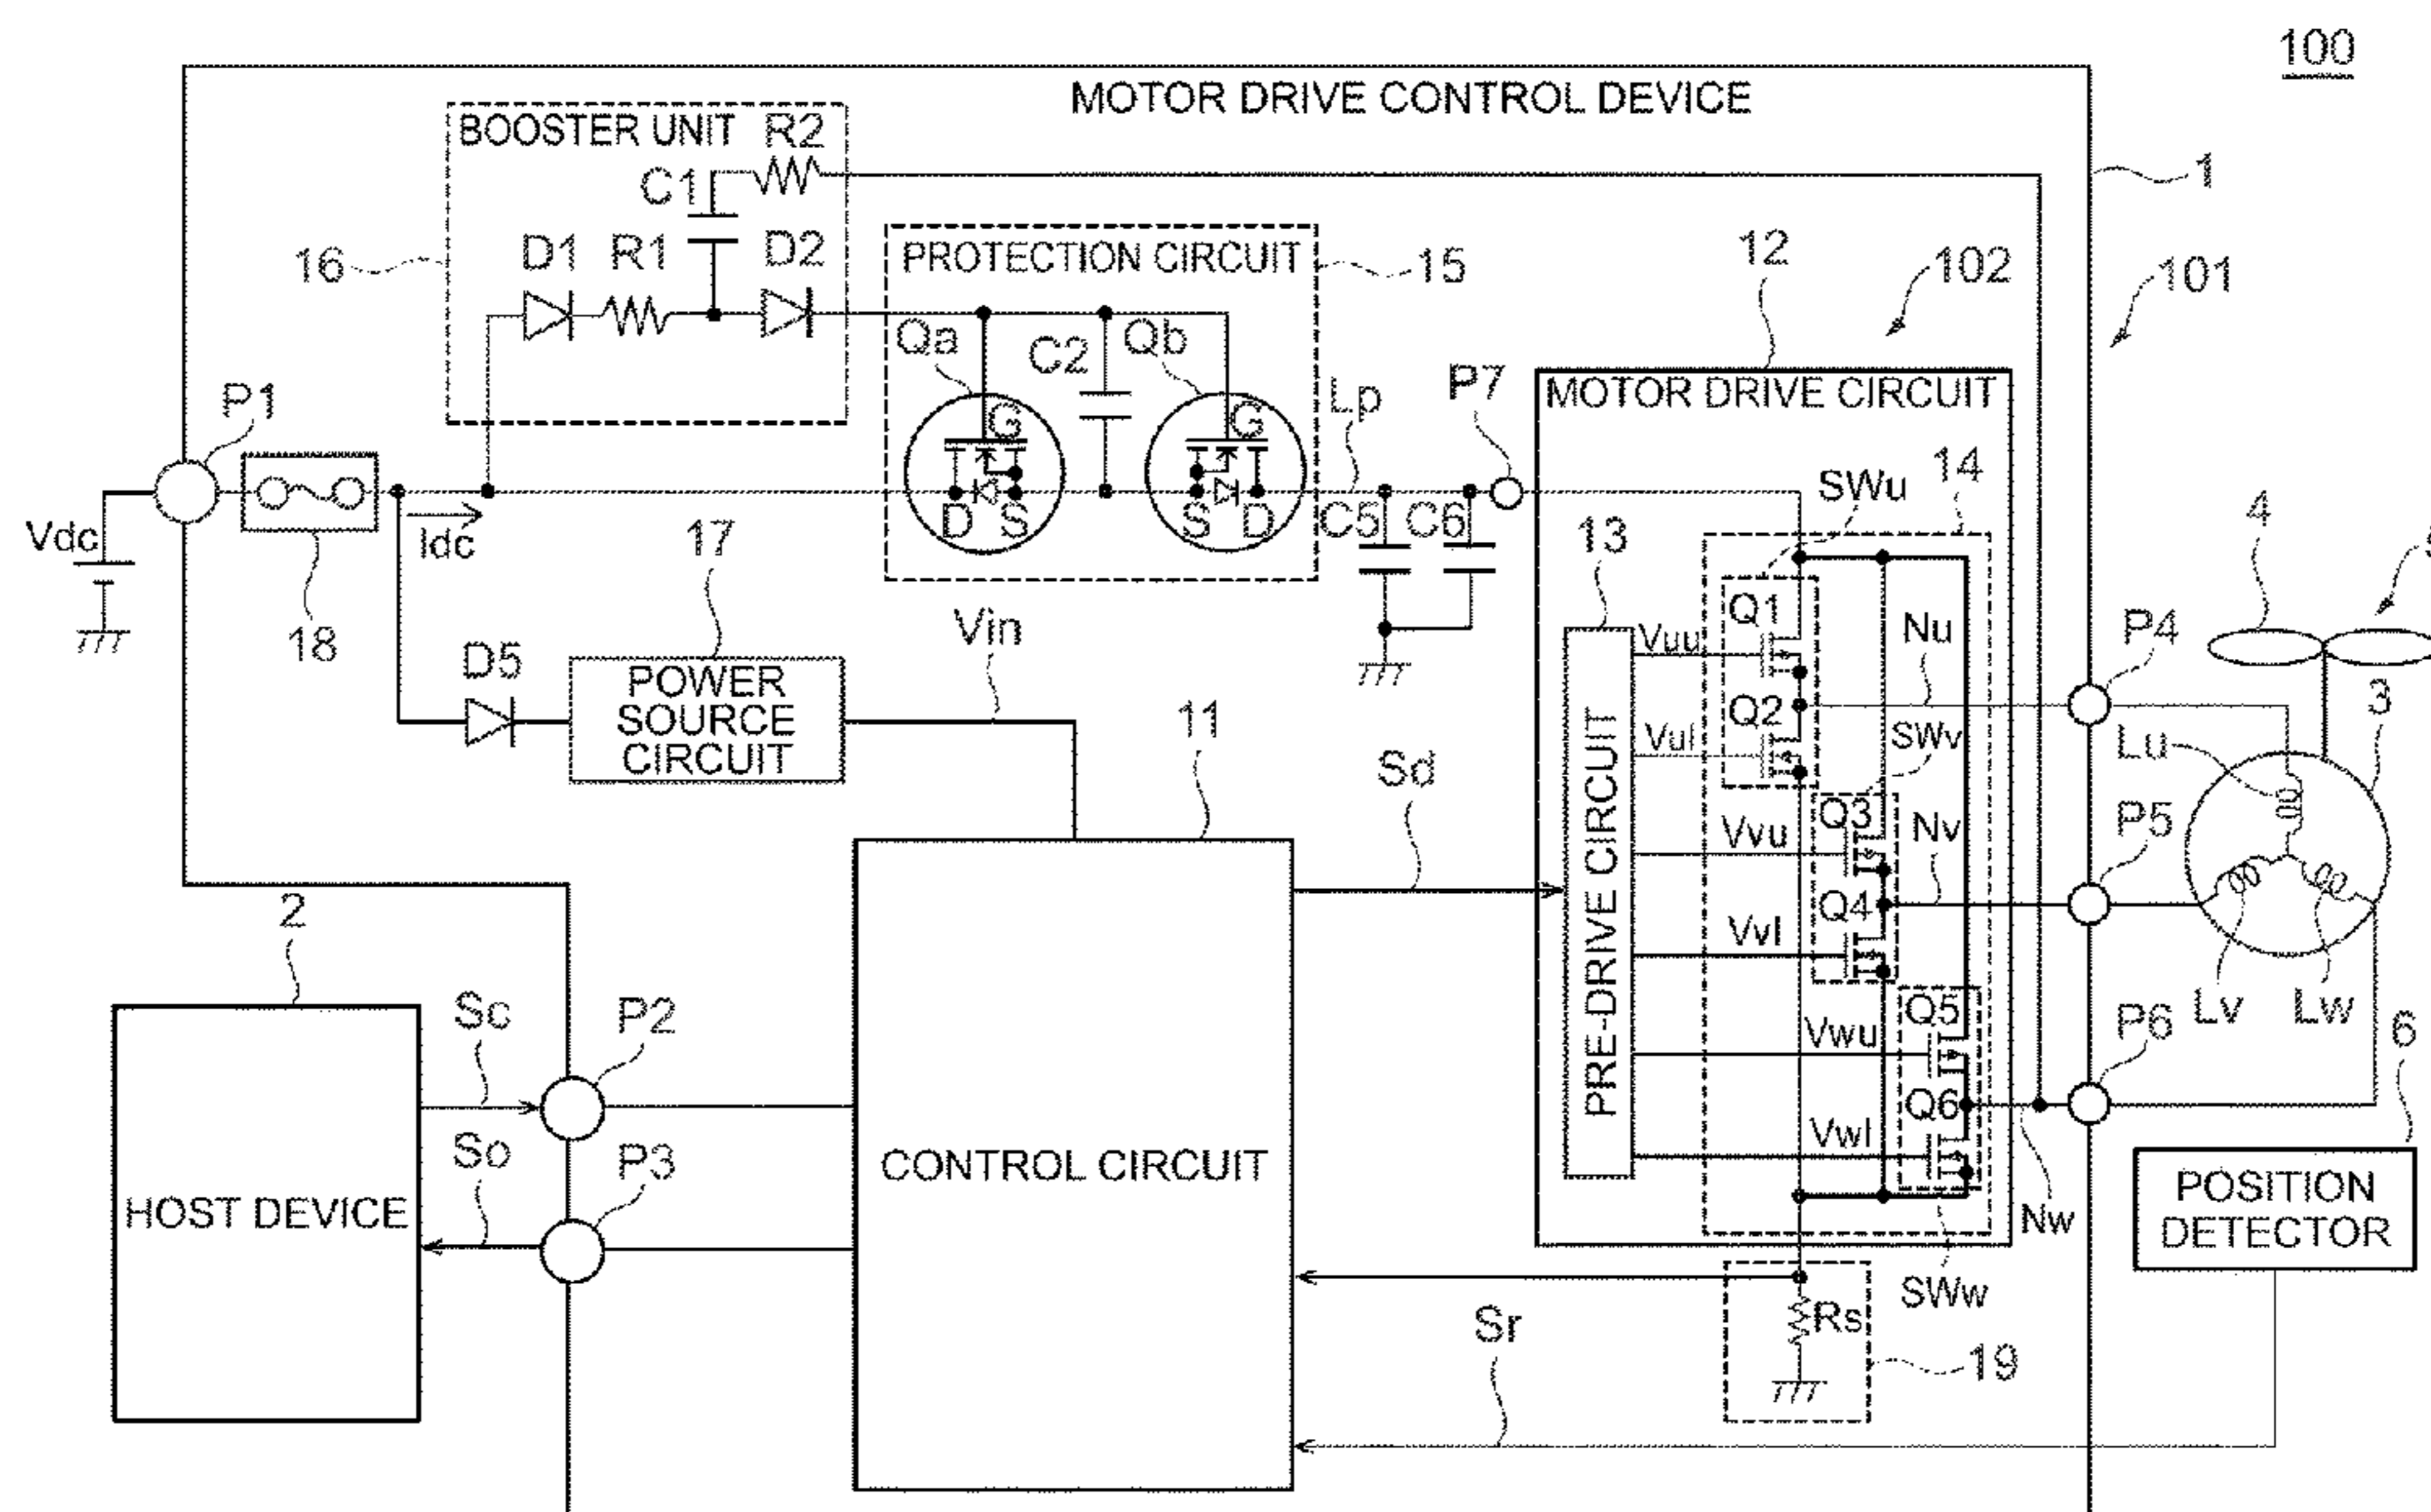 100
MOTOR DRIVE CONTROL DEVICE
BOOSTER UNIT
R2
C1
1
D1
R1
D2
16
PROTECTION CIRCUIT
15
12
102
101
Qa
C2
Qb
P1
G
G
Lp
P7
MOTOR DRIVE CIRCUIT
SWu
14
Vdc
Idc
D
S
S
D
C5
C6
13
4
17
18
Vin
Q1
Vuu
Nu
P4
D5
POWER
SOURCE
CIRCUIT
11
Q2
Vul
SWv
Lu
3
Sd
Q3
Vvu
Nv
P5
PRE-DRIVE CIRCUIT
2
Q4
Vvl
Sc
P2
Q5
Vwu
Lv
Lw
P6
6
Q6
Vwl
So
P3
HOST DEVICE
CONTROL CIRCUIT
Nw
POSITION
DETECTOR
SWw
Rs
Sr
19